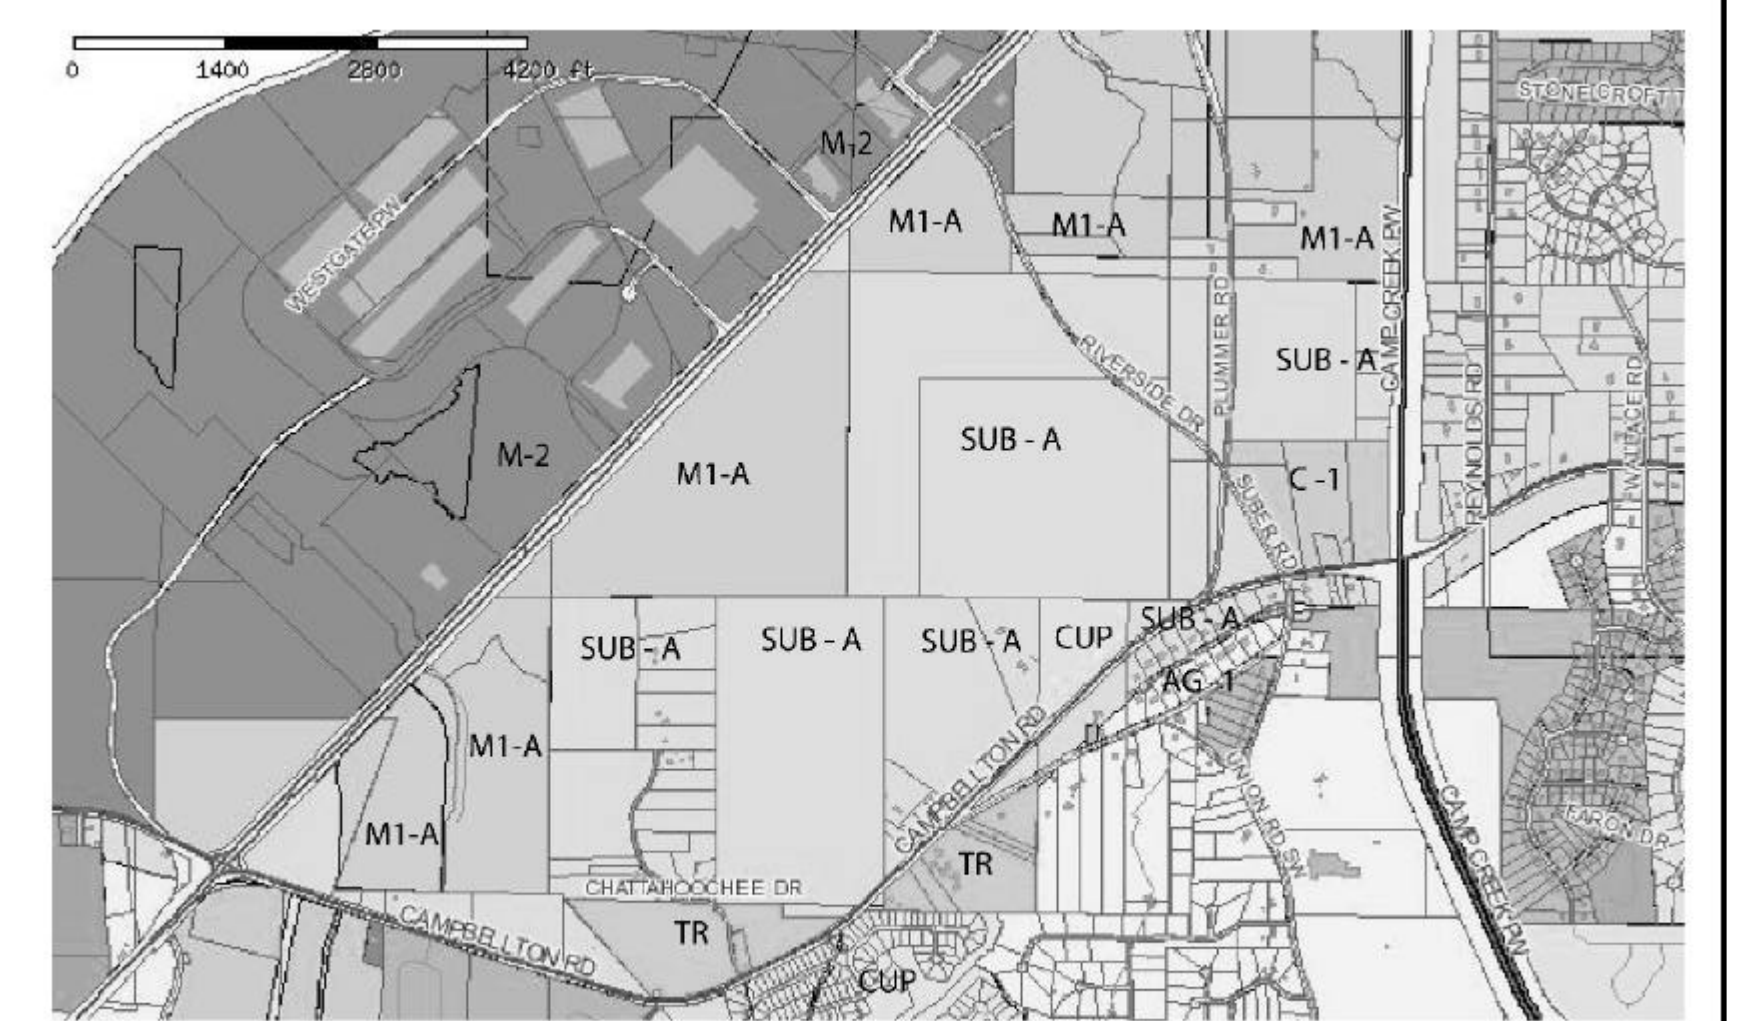 0 1400 2800 4200 ft
STONECROFT T
M-2
WESTGATE PW
M1-A
M1-A
M1-A
CAMP CREEK PW
PLUMMER RD
RIVERSIDE DR
SUB - A
REYNOLDS RD
WALLACE RD
SUB - A
M-2
M1-A
C -1
SUBER RD
SUB - A
SUB - A
SUB - A
CUP
SUB - A
AG -1
M1-A
CAMPBELLTON RD
UNION RD SW
CAMP CREEK PW
M1-A
FARON DR
TR
CHATTAHOOCHEE DR
CAMPBELLTON RD
TR
CUP